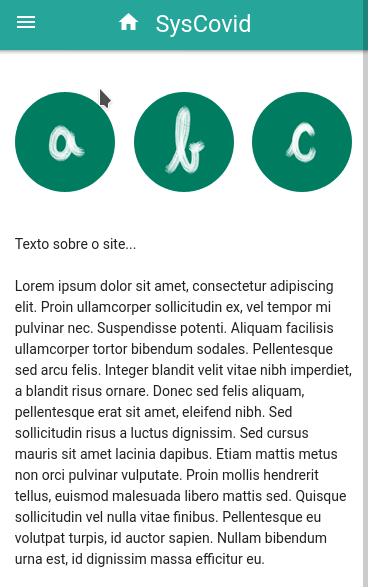 SysCovid
a b c
Texto sobre o site...
Lorem ipsum dolor sit amet, consectetur adipiscing
elit. Proin ullamcorper sollicitudin ex, vel tempor mi
pulvinar nec. Suspendisse potenti. Aliquam facilisis
ullamcorper tortor bibendum sodales. Pellentesque
sed arcu felis. Integer blandit velit vitae nibh imperdiet,
a blandit risus ornare. Donec sed felis aliquam,
pellentesque erat sit amet, eleifend nibh. Sed
sollicitudin risus a luctus dignissim. Sed cursus
mauris sit amet lacinia dapibus. Etiam mattis metus
non orci pulvinar vulputate. Proin mollis hendrerit
tellus, euismod malesuada libero mattis sed. Quisque
sollicitudin vel nulla vitae finibus. Pellentesque eu
volutpat turpis, id auctor sapien. Nullam bibendum
urna est, id dignissim massa efficitur eu.